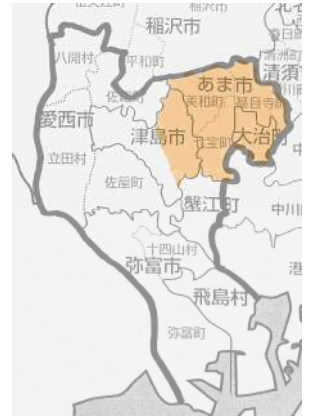 稲沢市
八開村
平和町
清須
あま市
美和町
甚目寺町
愛西市
津島市
七宝町
大治町
立田村
佐屋町
蟹江町
中川
十四山村
弥富市
飛島村
港
弥富町